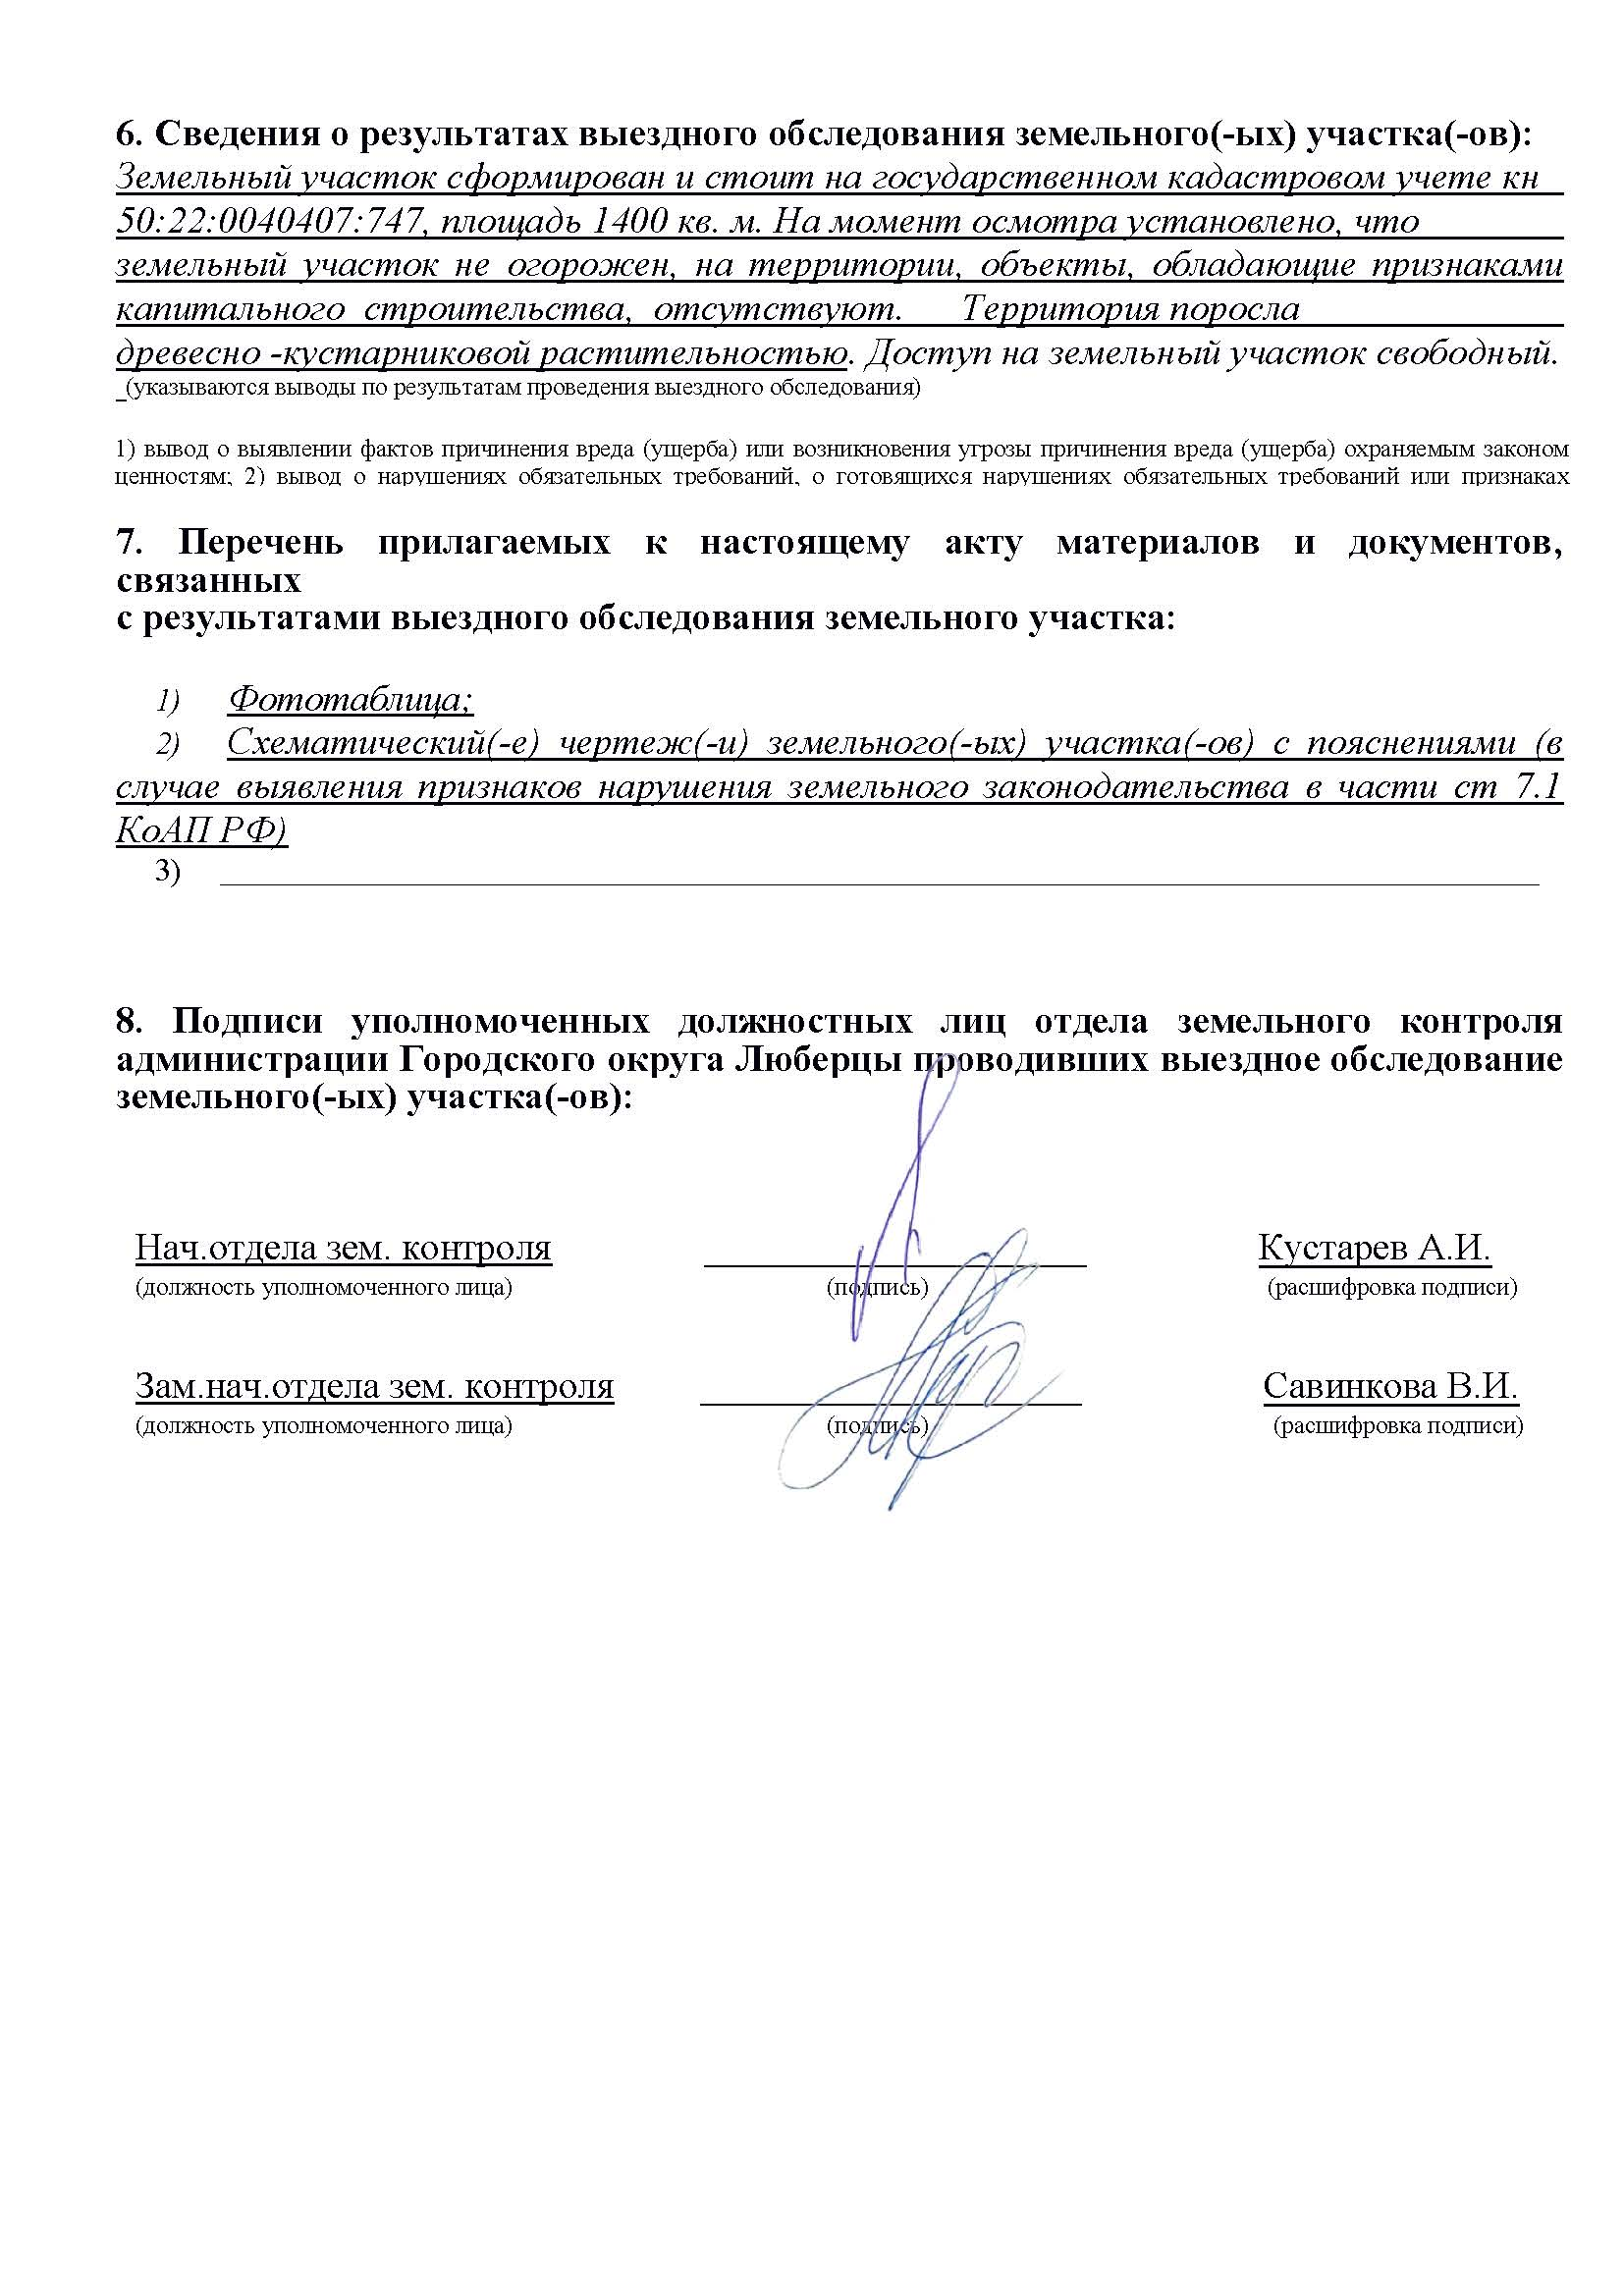 6. Сведения о результатах выездного обследования земельного(-ых) участка(-ов):
Земельный участок сформирован и стоит на государственном кадастровом учете кн
50:22:0040407:747, площадь 1400 кв. м. На момент осмотра установлено, что
земельный участок не огорожен, на территории, объекты, обладающие признаками
капитального строительства, отсутствуют. Территория поросла
древесно -кустарниковой растительностью. Доступ на земельный участок свободный.
_(указываются выводы по результатам проведения выездного обследования)
1) вывод о выявлении фактов причинения вреда (ущерба) или возникновения угрозы причинения вреда (ущерба) охраняемым законом
ценностям; 2) вывод о нарушениях обязательных требований, о готовящихся нарушениях обязательных требований или признаках
7. Перечень прилагаемых к настоящему акту материалов и документов,
связанных
с результатами выездного обследования земельного участка:
1) Фототаблица;
2) Схематический(-е) чертеж(-и) земельного(-ых) участка(-ов) с пояснениями (в
случае выявления признаков нарушения земельного законодательства в части ст 7.1
КоАП РФ)
3)
8. Подписи уполномоченных должностных лиц отдела земельного контроля
администрации Городского округа Люберцы проводивших выездное обследование
земельного(-ых) участка(-ов):
Нач.отдела зем. контроля Кустарев А.И.
(должность уполномоченного лица) (подпись) (расшифровка подписи)
Зам.нач.отдела зем. контроля Савинкова В.И.
(должность уполномоченного лица) (подпись) (расшифровка подписи)